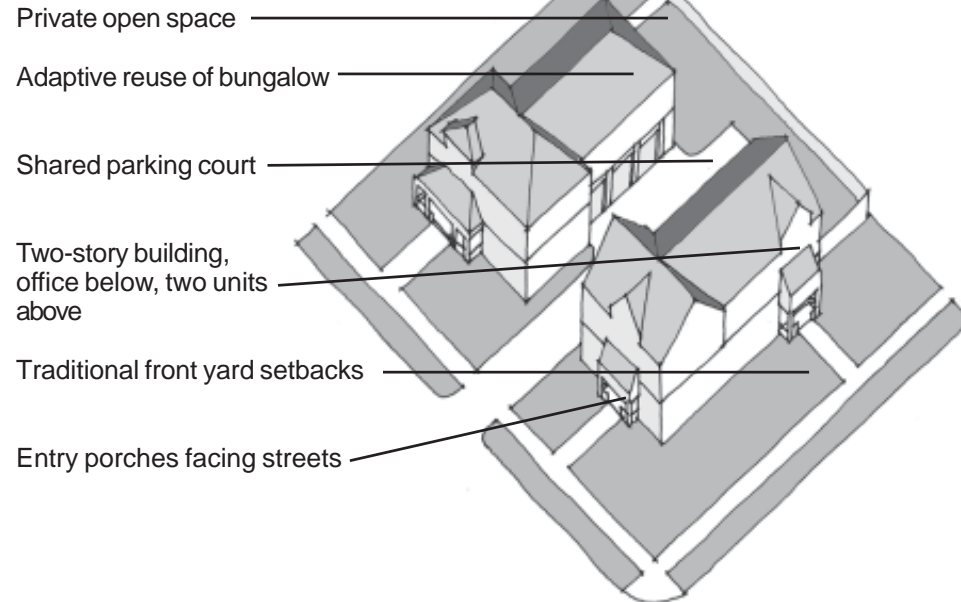 Private open space
Adaptive reuse of bungalow
Shared parking court
Two-story building,
office below, two units
above
Traditional front yard setbacks
Entry porches facing streets